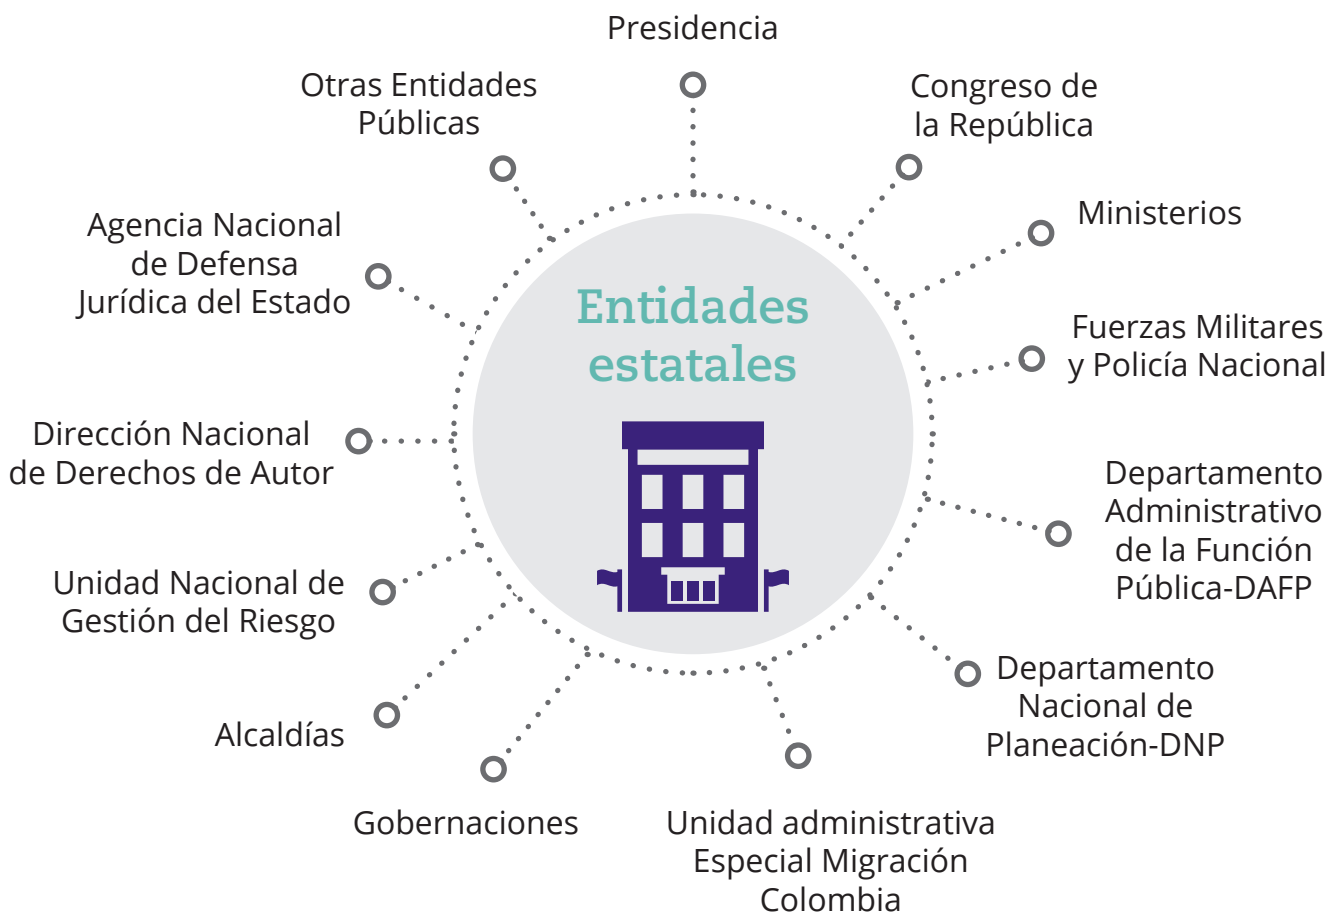 Presidencia
Congreso de
la República
Ministerios
Fuerzas Militares
y Policía Nacional
Departamento
Administrativo
de la Función
Pública-DAFP
Departamento
Nacional de
Planeación-DNP
Unidad administrativa
Especial Migración
Colombia
Gobernaciones
Alcaldías
Unidad Nacional de
Gestión del Riesgo
Dirección Nacional
de Derechos de Autor
Agencia Nacional
de Defensa
Jurídica del Estado
Otras Entidades
Públicas
Entidades
estatales